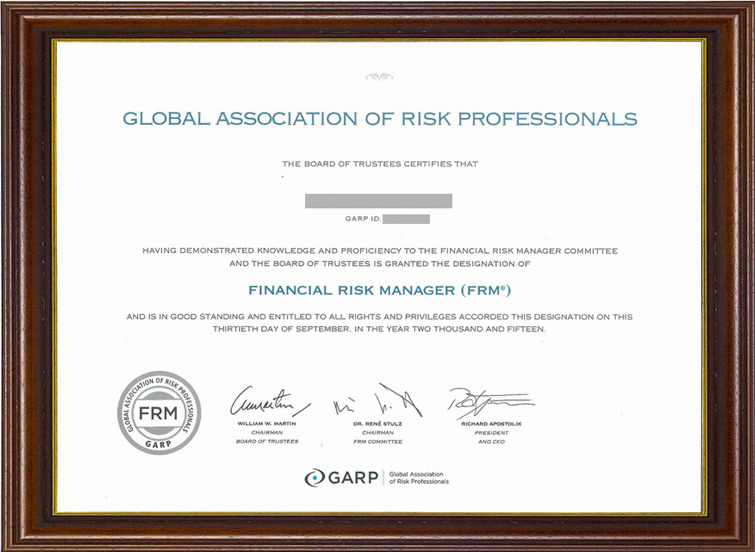 GLOBAL ASSOCIATION OF RISK PROFESSIONALS
THE BOARD OF TRUSTEES CERTIFIES THAT
GARP ID:
HAVING DEMONSTRATED KNOWLEDGE AND PROFICIENCY TO THE FINANCIAL RISK MANAGER COMMITTEE
AND THE BOARD OF TRUSTEES IS GRANTED THE DESIGNATION OF
FINANCIAL RISK MANAGER (FRM®)
AND IS IN GOOD STANDING AND ENTITLED TO ALL RIGHTS AND PRIVILEGES ACCORDED THIS DESIGNATION ON THIS
THIRTIETH DAY OF SEPTEMBER, IN THE YEAR TWO THOUSAND AND FIFTEEN.
GLOBAL ASSOCIATION OF RISK PROFESSIONALS
FRM
GARP
WILLIAM W. MARTIN
CHAIRMAN
BOARD OF TRUSTEES
DR. RENÉ STULZ
CHAIRMAN
FRM COMMITTEE
RICHARD APOSTOLIK
PRESIDENT
AND CEO
GARP
Global Association
of Risk Professionals